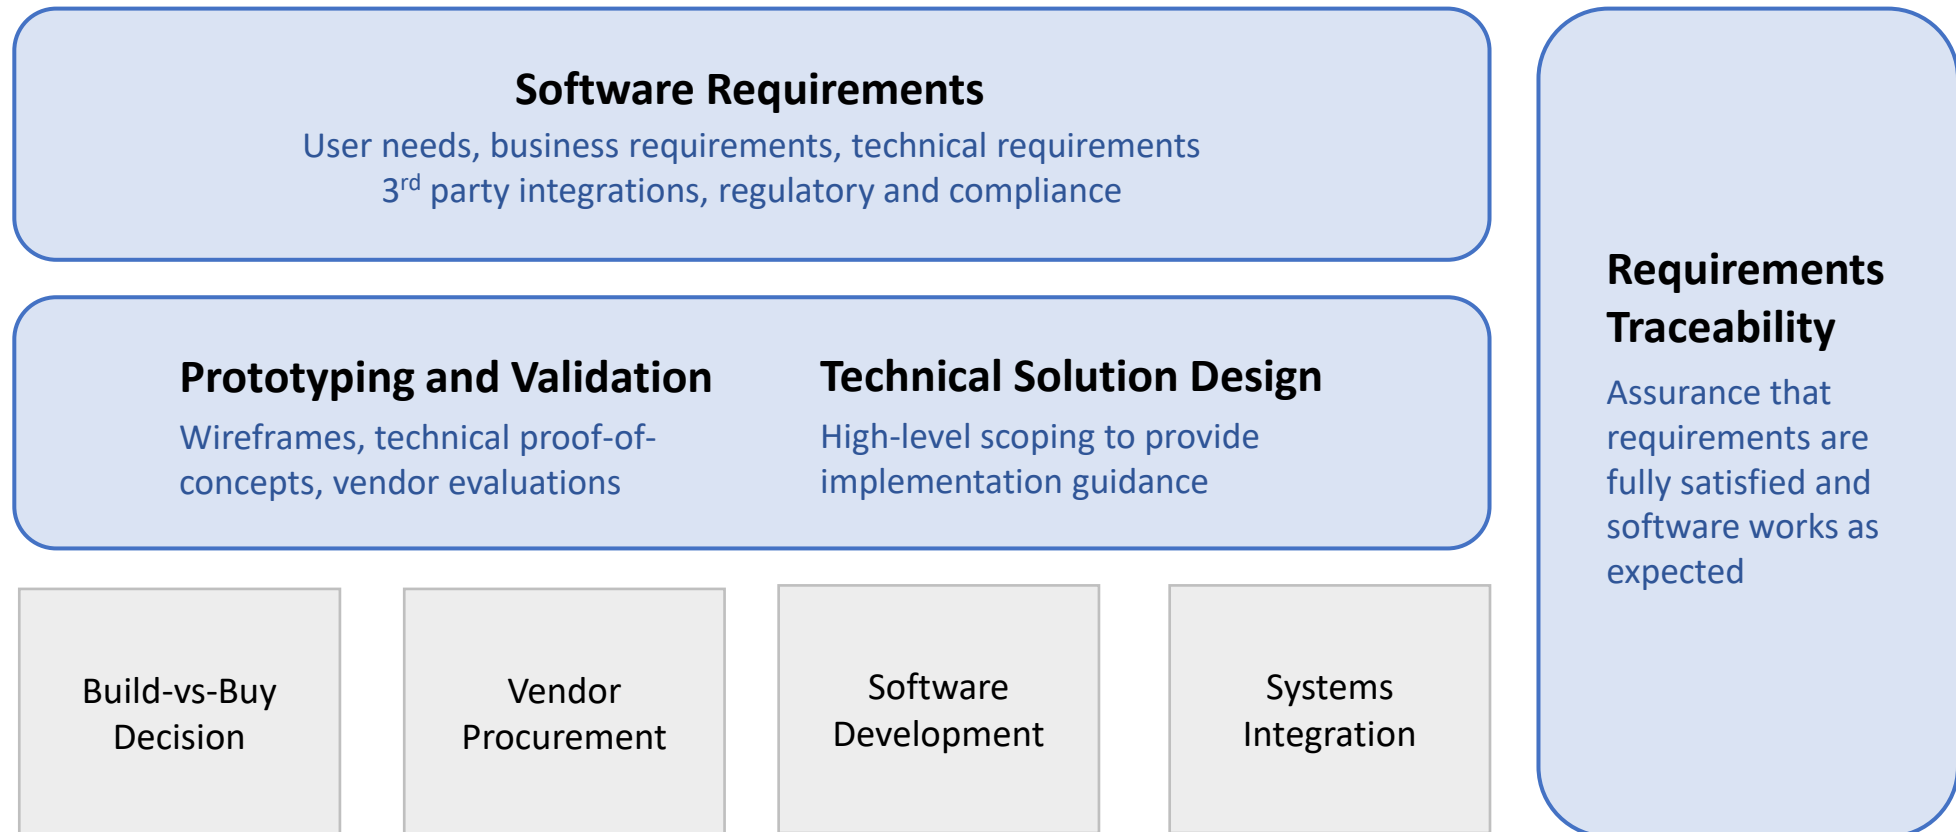 Software Requirements
User needs, business requirements, technical requirements
3rd party integrations, regulatory and compliance
Prototyping and Validation
Wireframes, technical proof-of-
concepts, vendor evaluations
Technical Solution Design
High-level scoping to provide
implementation guidance
Build-vs-Buy
Decision
Vendor
Procurement
Software
Development
Systems
Integration
Requirements
Traceability
Assurance that
requirements are
fully satisfied and
software works as
expected